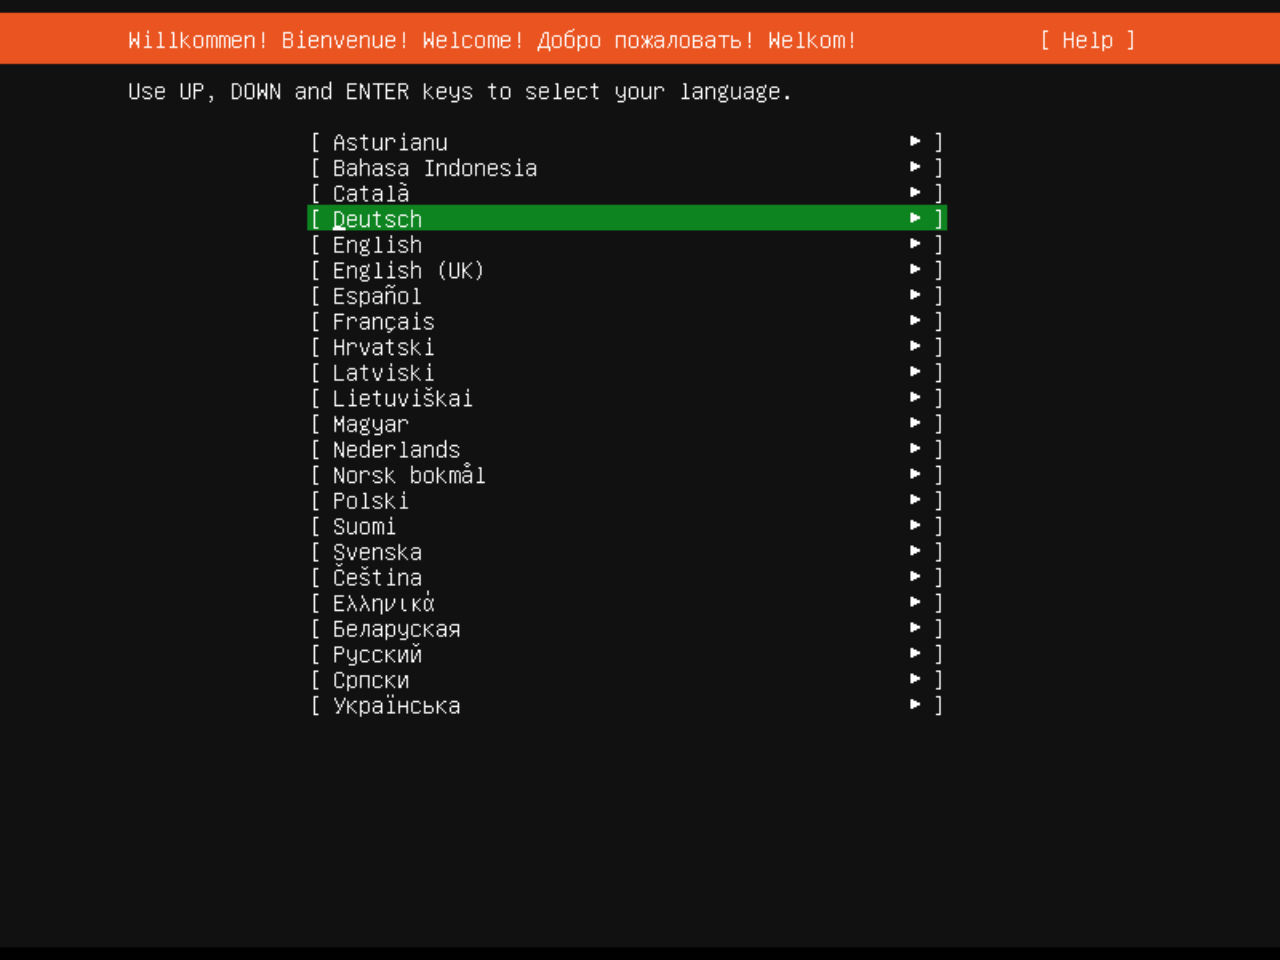 Willkommen! Bienvenue! Welcome! Добро пожаловать! Welkom! [ Help ]
Use UP, DOWN and ENTER keys to select your language.
[ Asturianu ▸ ]
[ Bahasa Indonesia ▸ ]
[ Català ▸ ]
[ Deutsch ▸ ]
[ English ▸ ]
[ English (UK) ▸ ]
[ Español ▸ ]
[ Français ▸ ]
[ Hrvatski ▸ ]
[ Latviski ▸ ]
[ Lietuviškai ▸ ]
[ Magyar ▸ ]
[ Nederlands ▸ ]
[ Norsk bokmål ▸ ]
[ Polski ▸ ]
[ Suomi ▸ ]
[ Svenska ▸ ]
[ Čeština ▸ ]
[ Ελληνικά ▸ ]
[ Беларуская ▸ ]
[ Русский ▸ ]
[ Српски ▸ ]
[ Українська ▸ ]